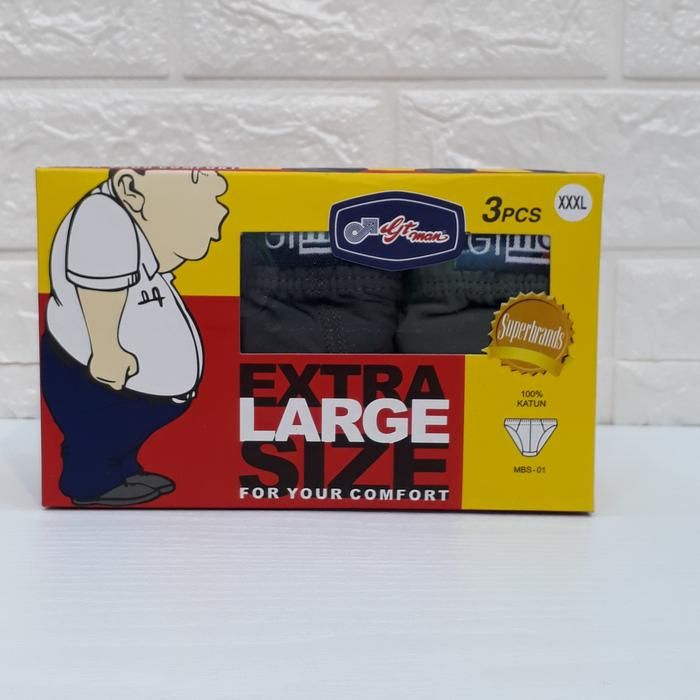 Gt man
3PCS
XXXL
Superbrands
EXTRA
LARGE
SIZE
FOR YOUR COMFORT
100%
KATUN
MBS-01